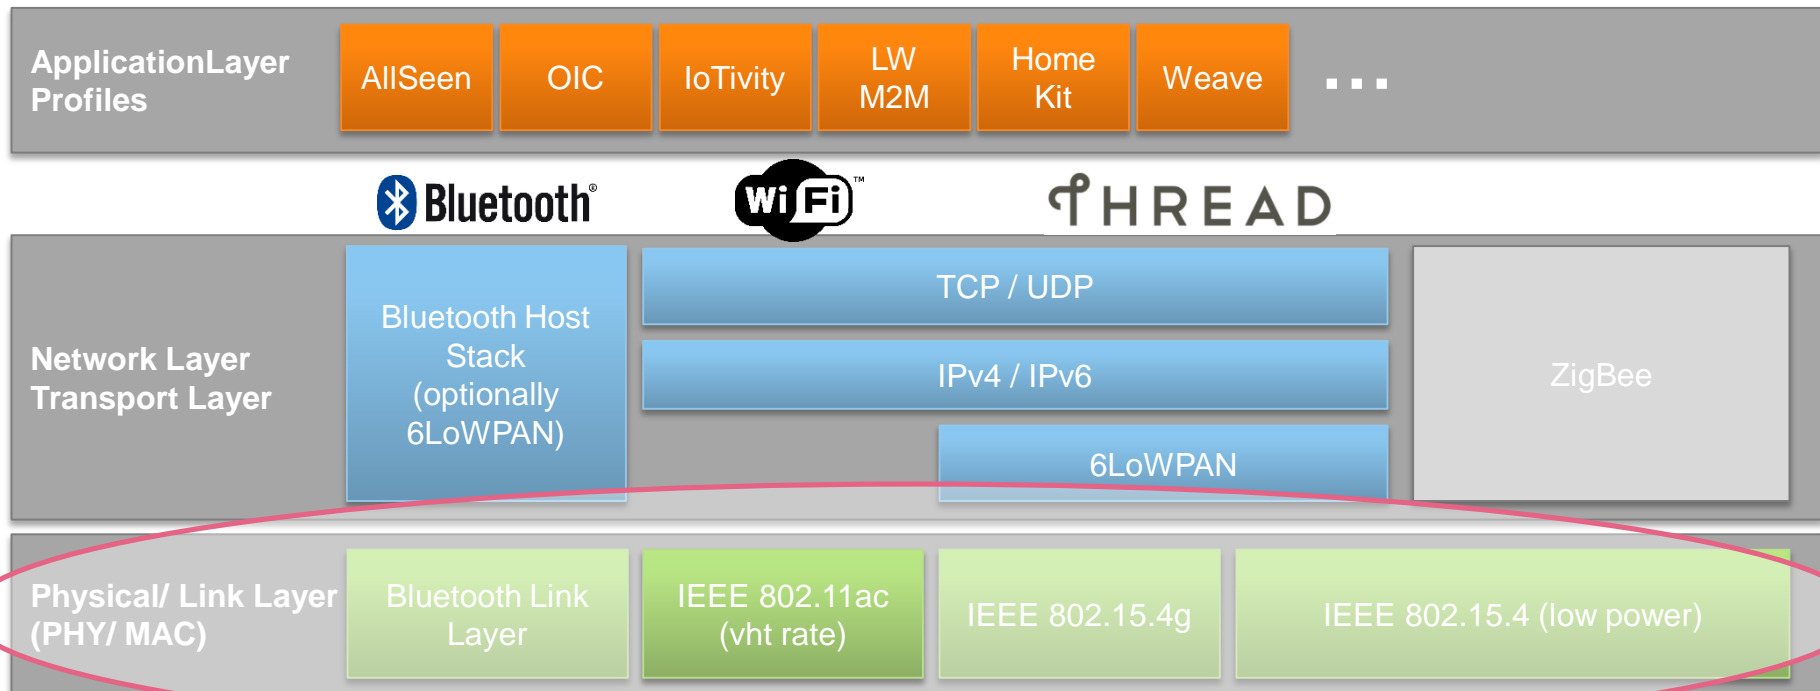 ApplicationLayer
Profiles
AllSeen
OIC
IoTivity
LW
M2M
Home
Kit
Weave
...
Bluetooth®
WiFi™
THREAD
Network Layer
Transport Layer
Bluetooth Host
Stack
(optionally
6LoWPAN)
TCP / UDP
IPv4 / IPv6
6LoWPAN
ZigBee
Physical/ Link Layer
(PHY/ MAC)
Bluetooth Link
Layer
IEEE 802.11ac
(vht rate)
IEEE 802.15.4g
IEEE 802.15.4 (low power)